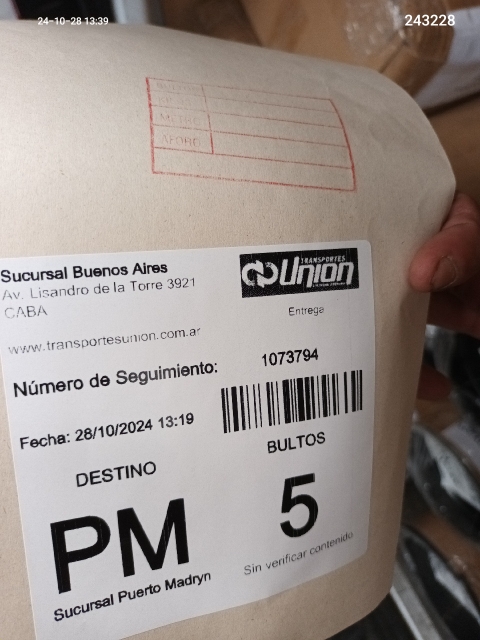 24-10-28 13:39
243228
METRO
AFORO
Sucursal Buenos Aires
Av. Lisandro de la Torre 3921
CABA
www.transportesunion.com.ar
TRANSPORTES
Union
Entrega
Número de Seguimiento:
1073794
Fecha: 28/10/2024 13:19
DESTINO
PM
Sucursal Puerto Madryn
BULTOS
5
Sin verificar contenido